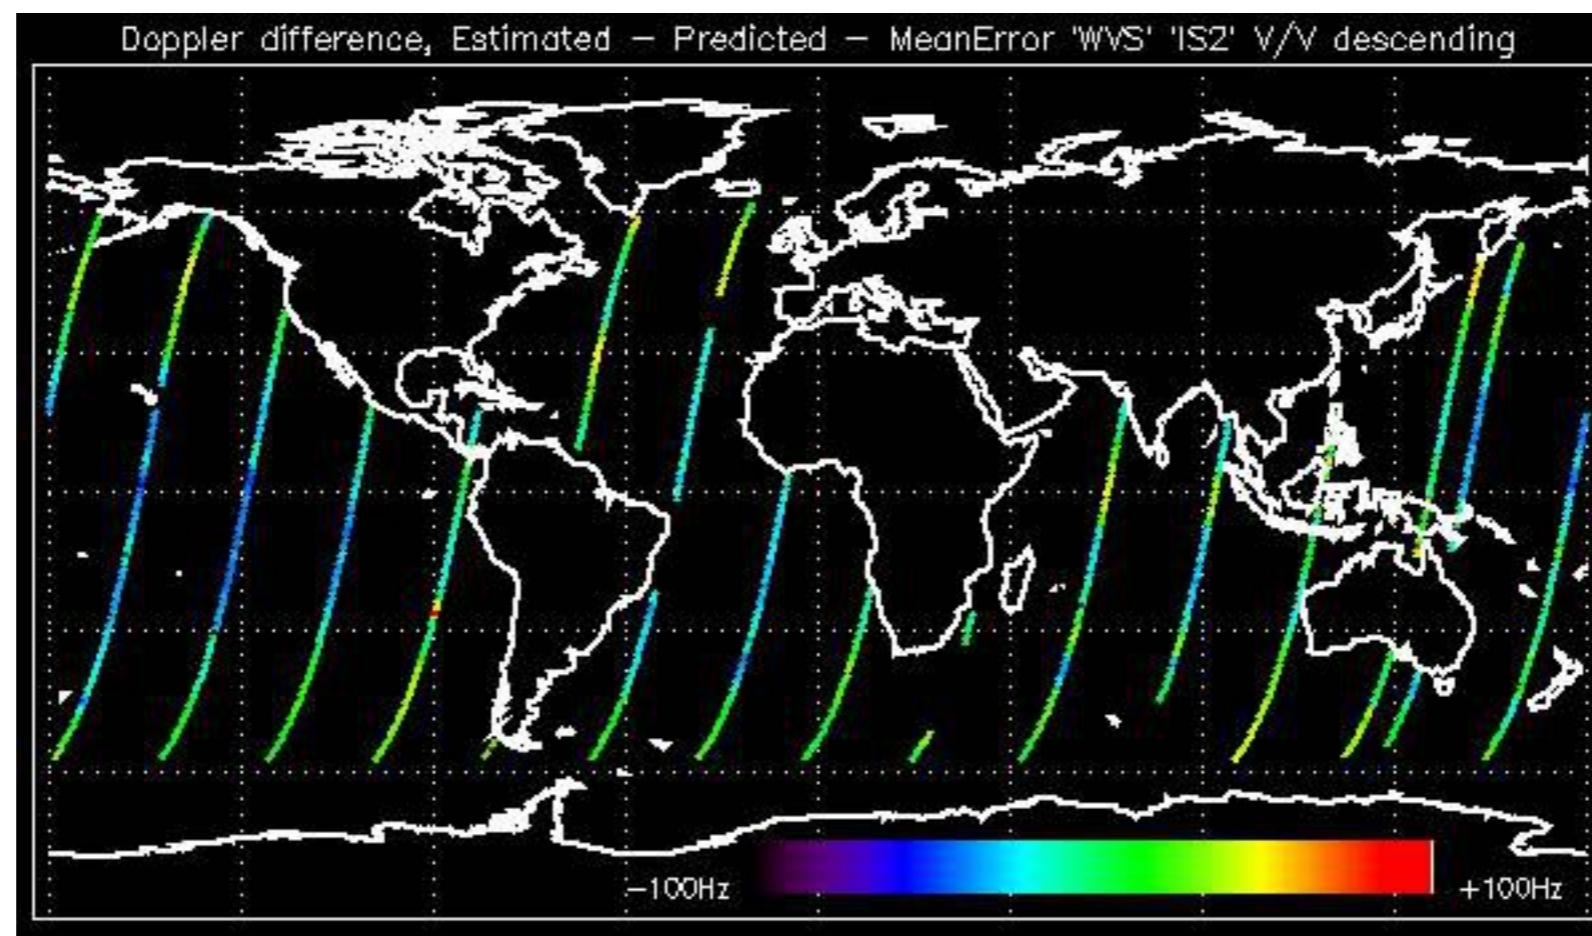 Doppler difference, Estimated – Predicted – MeanError 'WVS' 'IS2' V/V descending
–100Hz
+100Hz